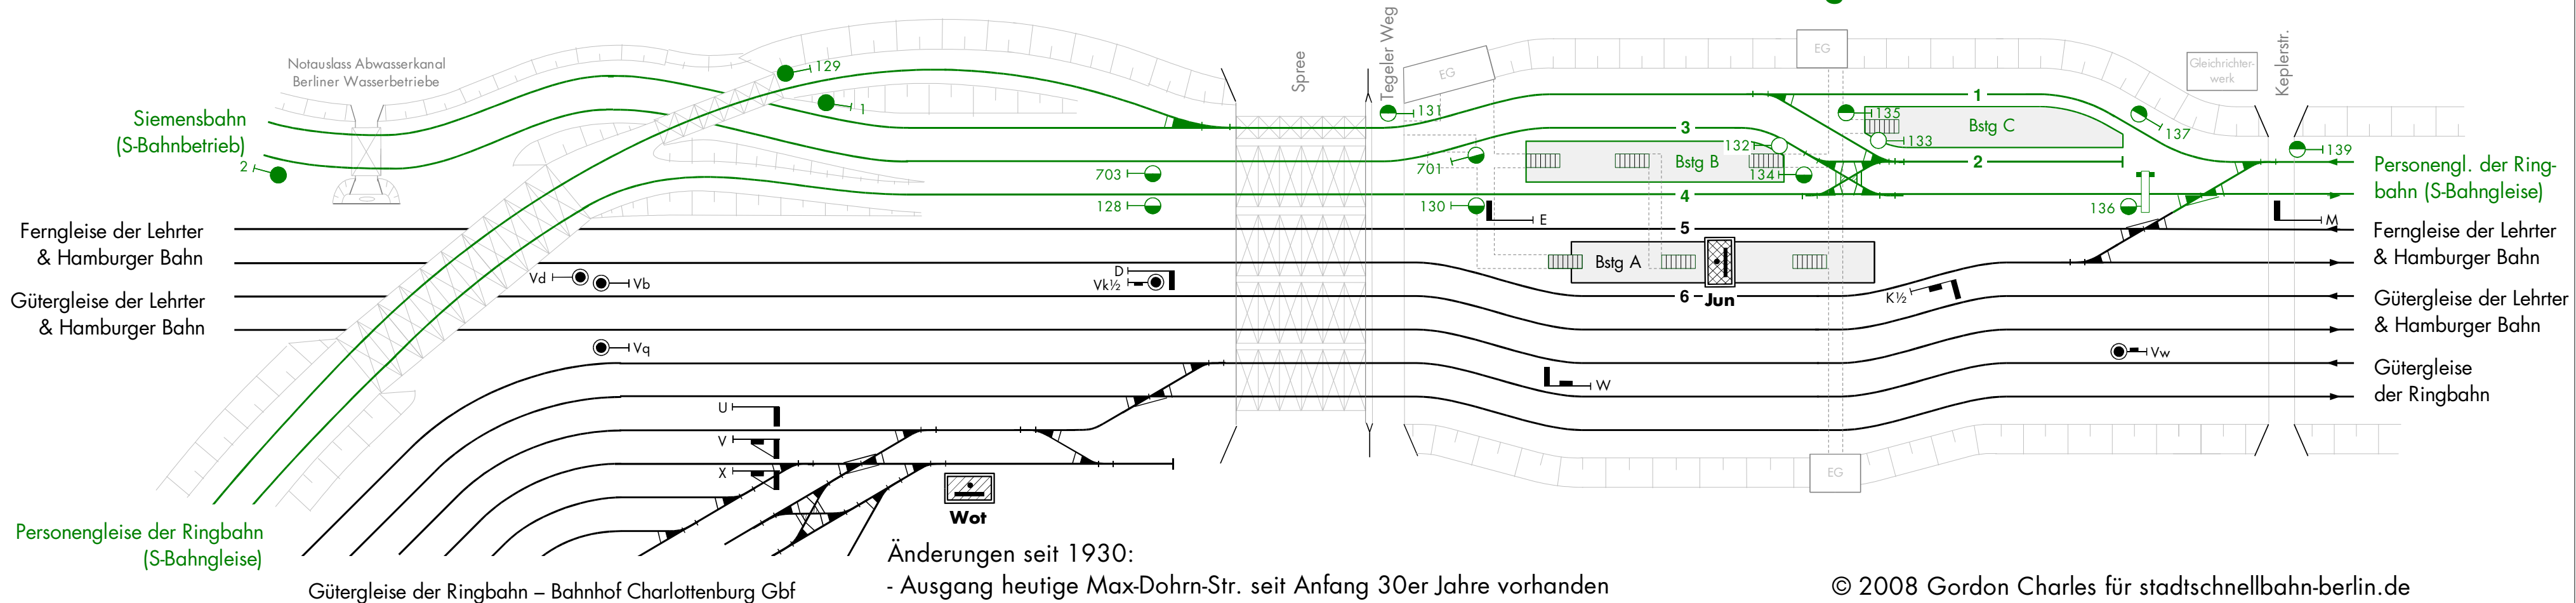 Notauslass Abwasserkanal
Berliner Wasserbetriebe
Siemensbahn
(S-Bahnbetrieb)
2
129
1
Spree
Tegeler Weg
EG
EG
Gleichrichter-
werk
Keplerstr.
131
1
135
137
3
Bstg C
133
132
139
701
Bstg B
2
703
134
4
128
130
136
E
M
5
Personengl. der Ring-
bahn (S-Bahngleise)
Ferngleise der Lehrter
& Hamburger Bahn
Gütergleise der Lehrter
& Hamburger Bahn
Vd
Vb
D
Vk½
Bstg A
6
Jun
K½
Ferngleise der Lehrter
& Hamburger Bahn
Gütergleise der Lehrter
& Hamburger Bahn
Vq
Vw
W
Gütergleise
der Ringbahn
U
V
X
Wot
EG
Personengleise der Ringbahn
(S-Bahngleise)
Gütergleise der Ringbahn – Bahnhof Charlottenburg Gbf
Änderungen seit 1930:
- Ausgang heutige Max-Dohrn-Str. seit Anfang 30er Jahre vorhanden
© 2008 Gordon Charles für stadtschnellbahn-berlin.de